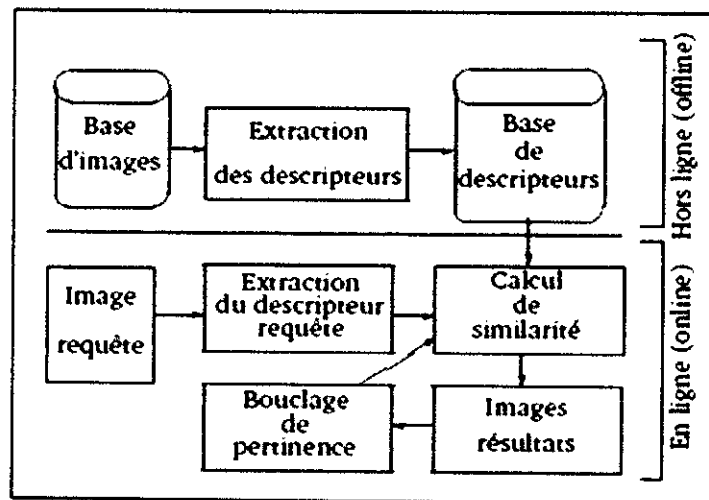 Base
d'images
Extraction
des descripteurs
Base
de
descripteurs
Hors ligne (offline)
Image
requête
Extraction
du descripteur
requête
Calcul
de
similarité
Bouclage
de
pertinence
Images
résultats
En ligne (online)